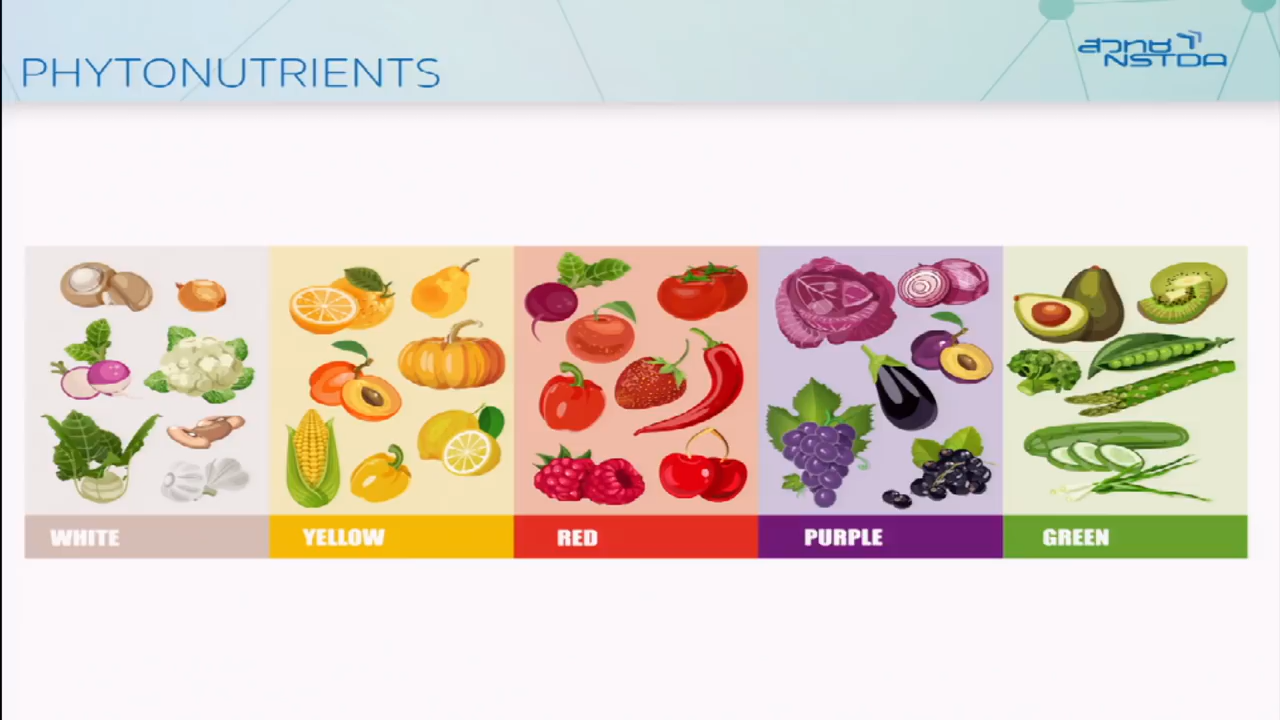 PHYTONUTRIENTS
สวทช
NSTDA
WHITE
YELLOW
RED
PURPLE
GREEN